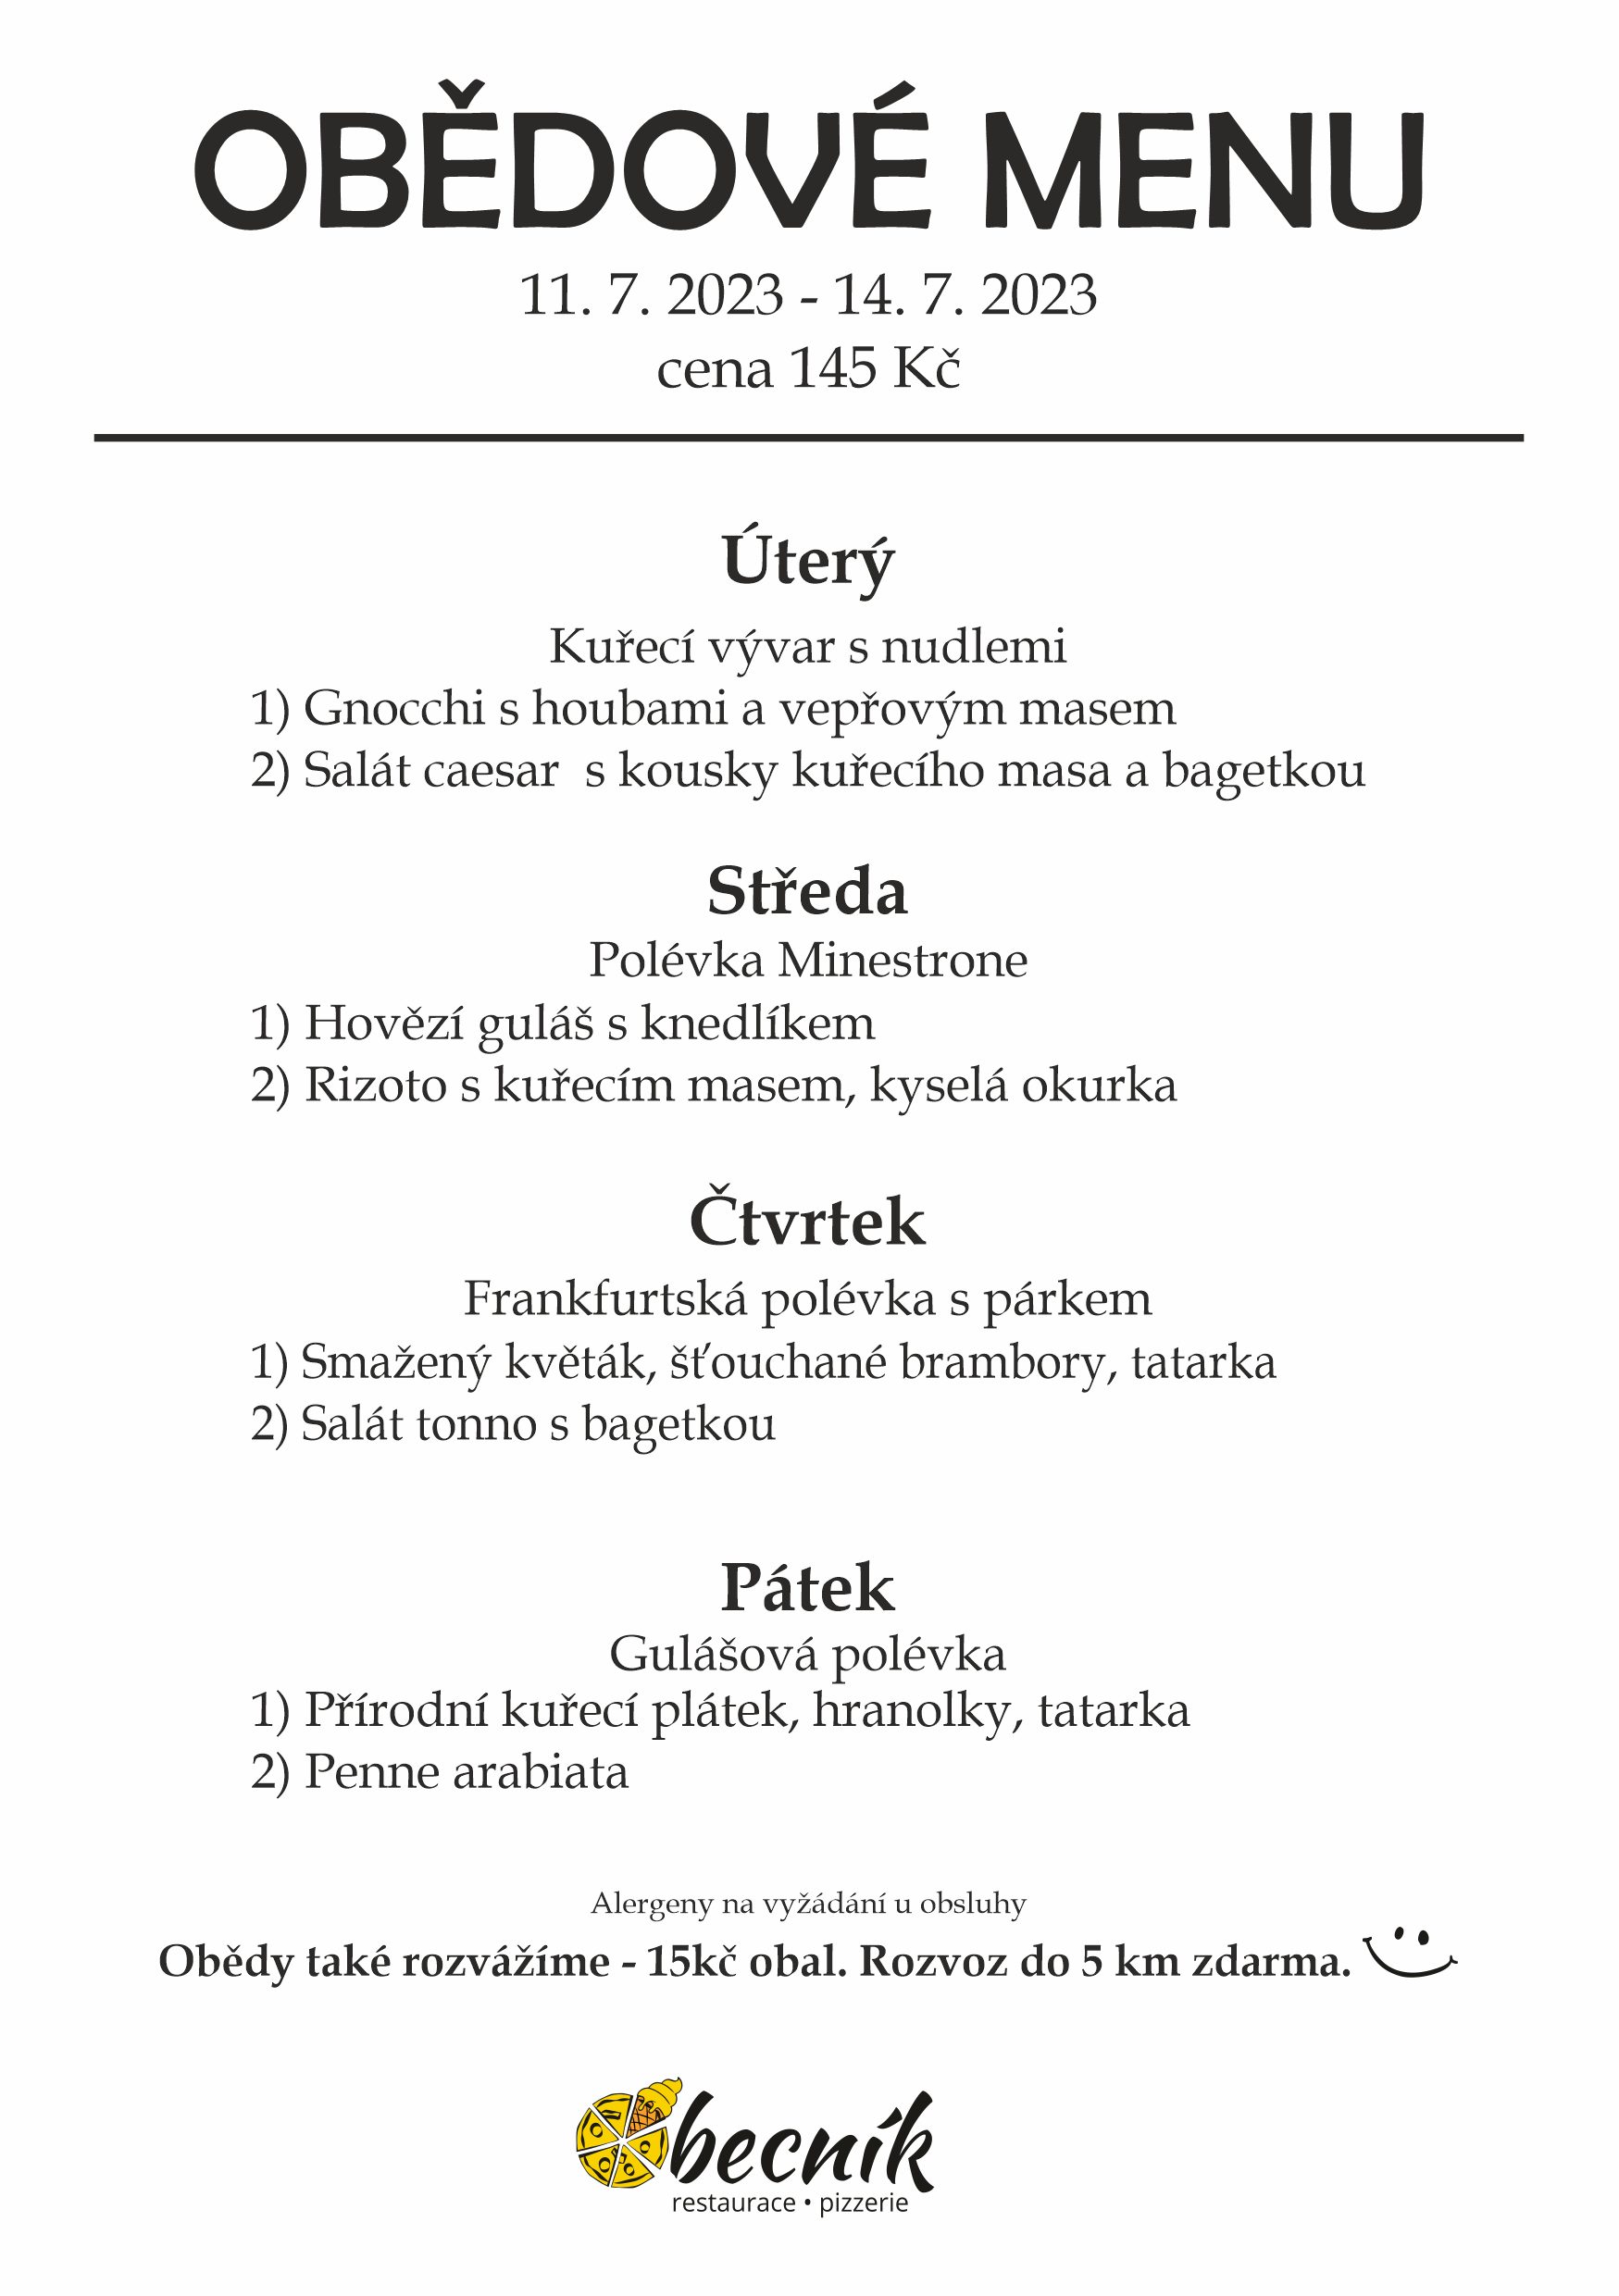 OBĚDOVÉ MENU
11. 7. 2023 - 14. 7. 2023
cena 145 Kč
Úterý
Kuřecí vývar s nudlemi
1) Gnocchi s houbami a vepřovým masem
2) Salát caesar  s kousky kuřecího masa a bagetkou
Středa
Polévka Minestrone
1) Hovězí guláš s knedlíkem
2) Rizoto s kuřecím masem, kyselá okurka
Čtvrtek
Frankfurtská polévka s párkem
1) Smažený květák, šťouchané brambory, tatarka
2) Salát tonno s bagetkou
Pátek
Gulášová polévka
1) Přírodní kuřecí plátek, hranolky, tatarka
2) Penne arabiata
Alergeny na vyžádání u obsluhy
Obědy také rozvážíme - 15kč obal. Rozvoz do 5 km zdarma.
becník
restaurace • pizzerie